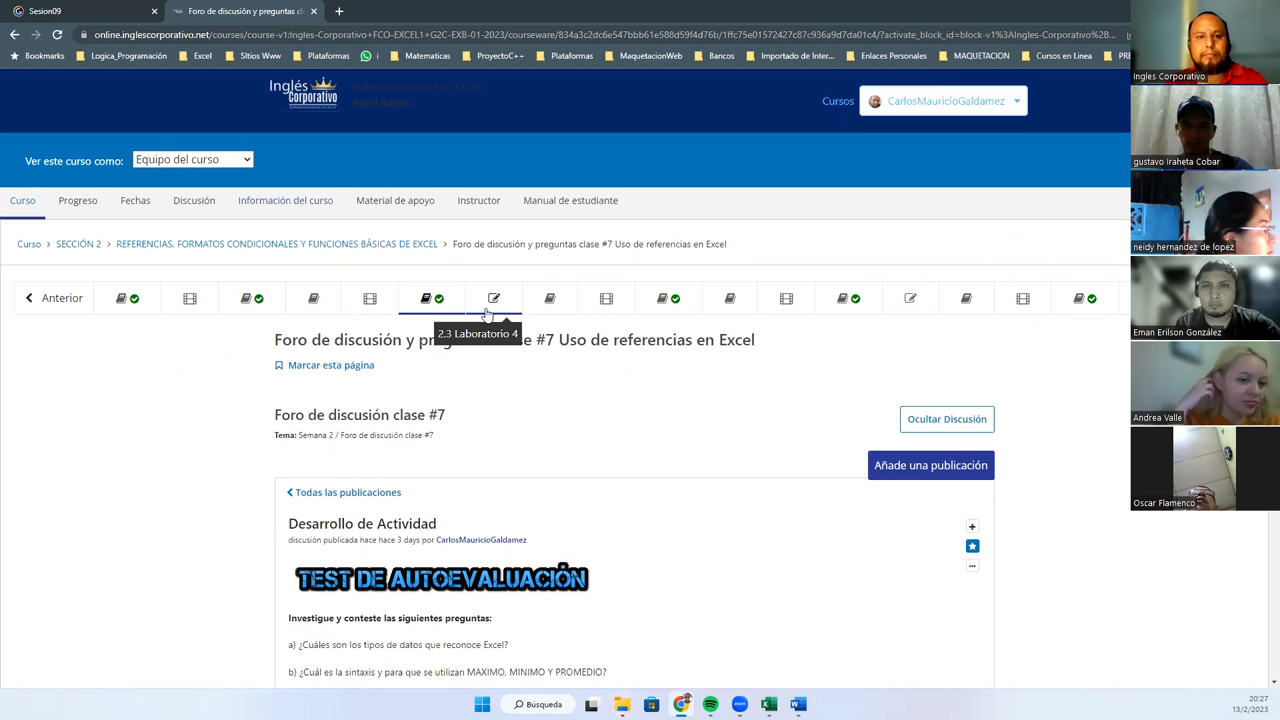 Sesion09
Foro de discusión y preguntas cl
online.inglescorporativo.net/courses/course-v1:Ingles-Corporativo+FCO-EXCEL1+G2C-EXB-01-2023/courseware/834a3c2dc6e547bbb61e588d59f4d76b/1ffc75e01572427c87c936a9d7da01c4/?activate_block_id=block-v1%3AIngles-Corporativo%2B...
Bookmarks
Logica_Programación
Excel
Sitios Www
Plataformas
i
Matematicas
ProyectoC++
Plataformas
MaquetacionWeb
Bancos
Importado de Inter...
Enlaces Personales
MAQUETACION
Cursos en Linea
Inglés Corporativo
Ingles-Corporativo FCO-EXCEL1
Excel Básico
Cursos
CarlosMauricioGaldamez
Ver este curso como:
Equipo del curso
Curso
Progreso
Fechas
Discusión
Información del curso
Material de apoyo
Instructor
Manual de estudiante
Curso > SECCIÓN 2 > REFERENCIAS, FORMATOS CONDICIONALES Y FUNCIONES BÁSICAS DE EXCEL > Foro de discusión y preguntas clase #7 Uso de referencias en Excel
Anterior
2.3 Laboratorio 4
Foro de discusión y preg se #7 Uso de referencias en Excel
Marcar esta página
Foro de discusión clase #7
Ocultar Discusión
Tema: Semana 2 / Foro de discusión clase #7
Añade una publicación
Todas las publicaciones
Desarrollo de Actividad
discusión publicada hace hace 3 days por CarlosMauricioGaldamez
TEST DE AUTOEVALUACIÓN
Investigue y conteste las siguientes preguntas:
a) ¿Cuáles son los tipos de datos que reconoce Excel?
b) ¿Cuál es la sintaxis y para que se utilizan MAXIMO, MINIMO Y PROMEDIO?
Ingles Corporativo
gustavo Iraheta Cobar
neidy hernandez de lopez
Eman Erilson González
Andrea Valle
Oscar Flamenco
Búsqueda
20:27
13/2/2023